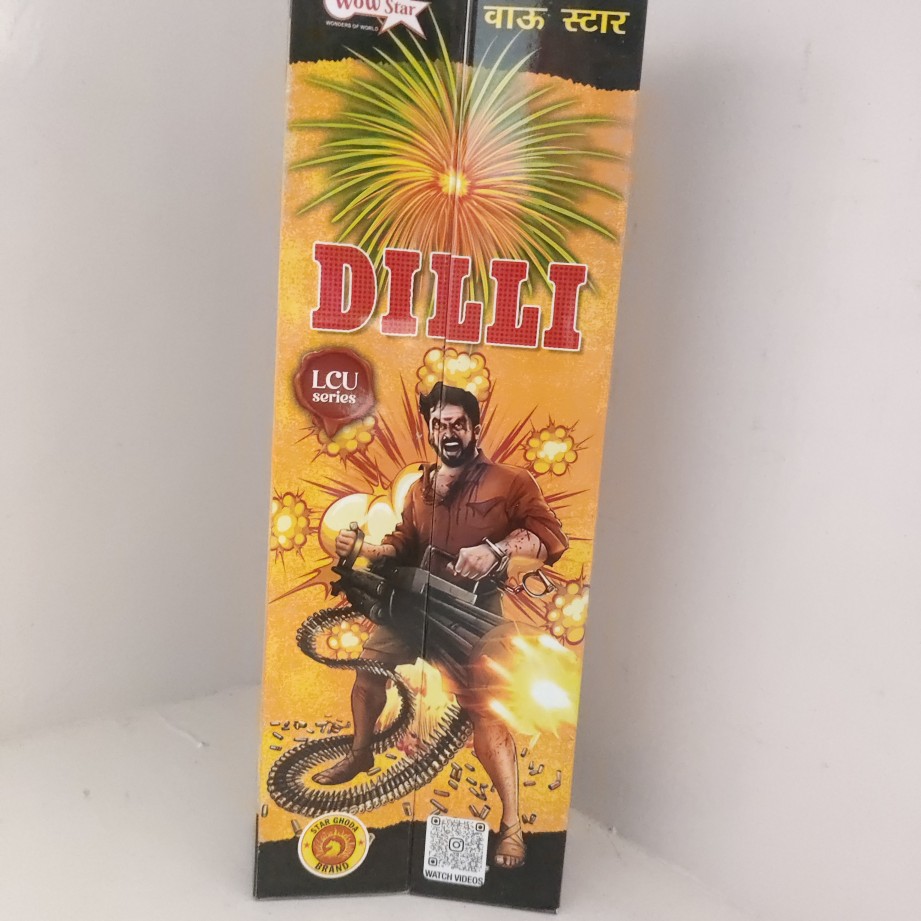 WOW Star
WONDERS OF WORLD
वाऊ स्टार
DILLI
LCU
series
STAR GHODA
BRAND
WATCH VIDEOS